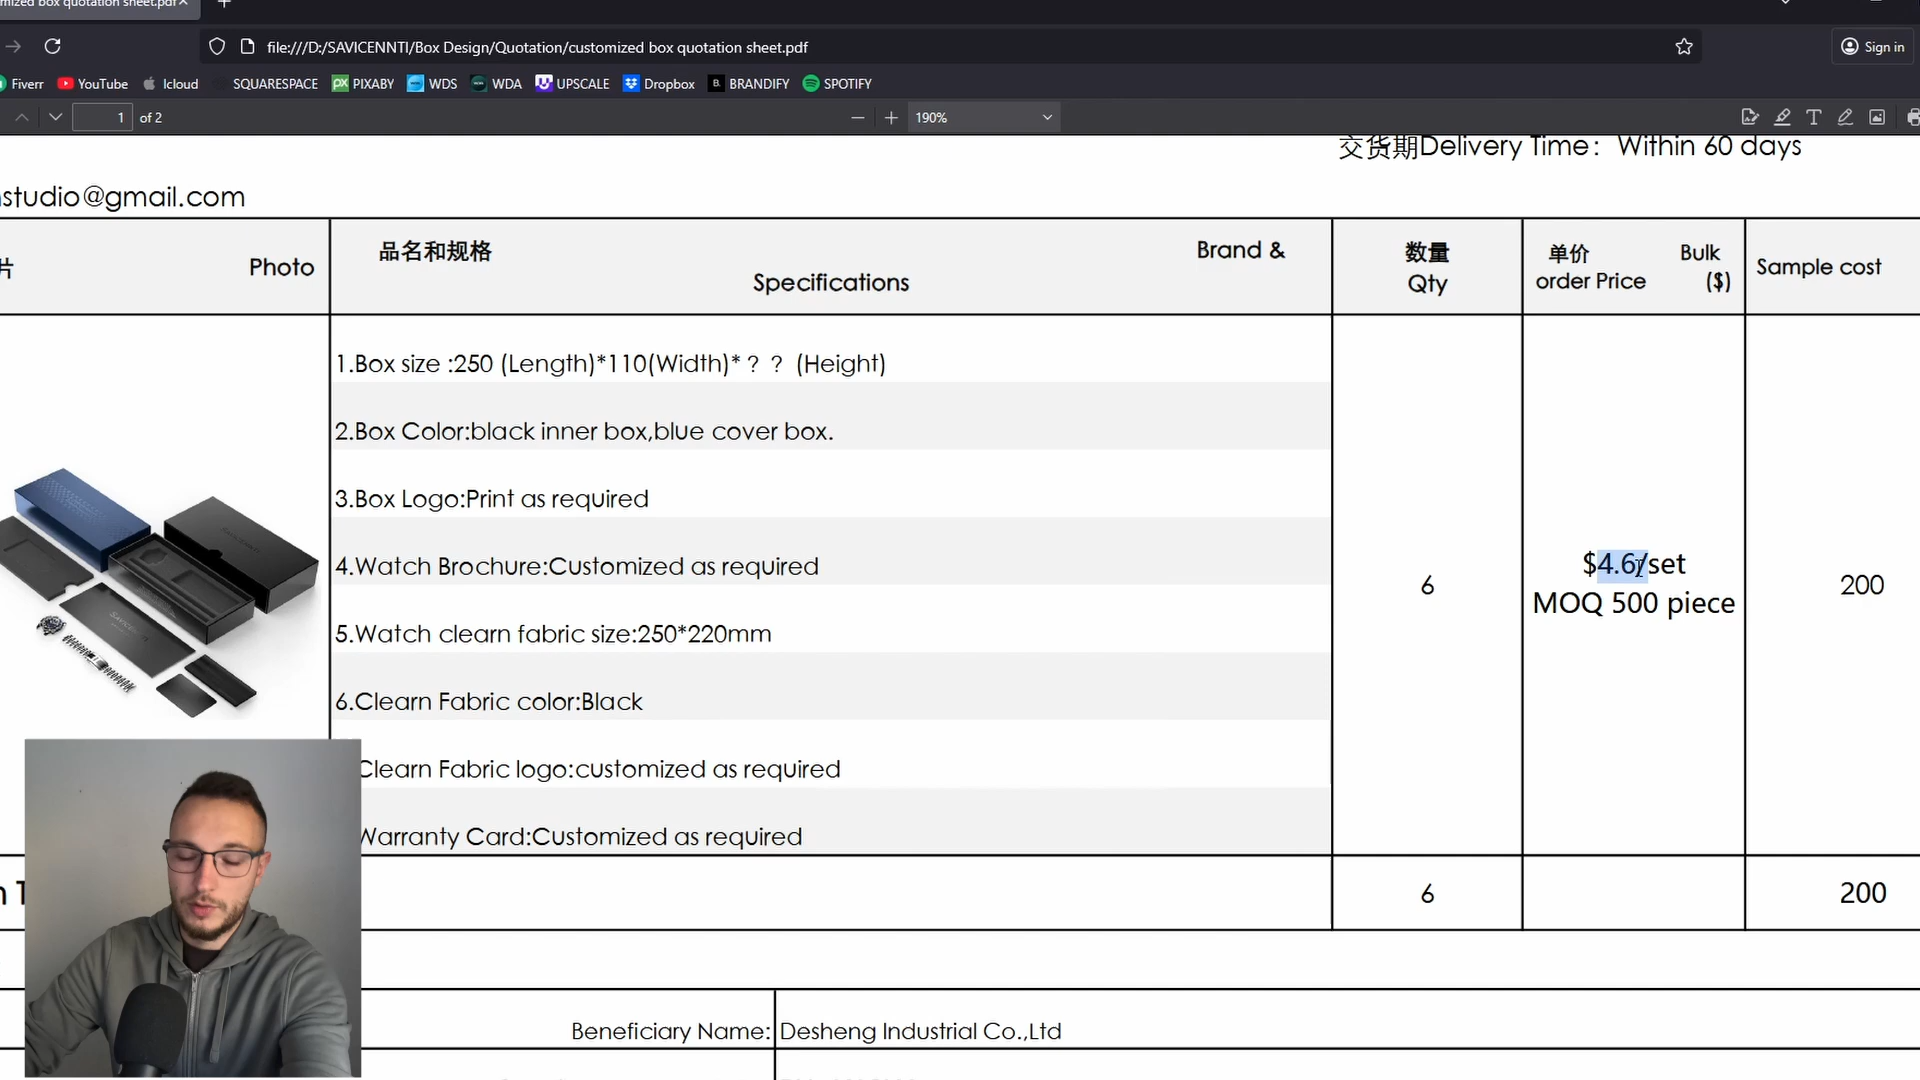 mized box quotation sheet.pdf
file:///D:/SAVICENNTI/Box Design/Quotation/customized box quotation sheet.pdf
Sign in
Fiverr
YouTube
Icloud
SQUARESPACE
PX PIXABY
WDS
WDA
UPSCALE
Dropbox
B. BRANDIFY
SPOTIFY
1 of 2
190%
交货期Delivery Time：Within 60 days
nstudio@gmail.com
片 Photo
品名和规格 Brand &
Specifications
数量
Qty
单价 Bulk
order Price ($)
Sample cost
1.Box size :250 (Length)*110(Width)*？？ (Height)
2.Box Color:black inner box,blue cover box.
3.Box Logo:Print as required
4.Watch Brochure:Customized as required
5.Watch clearn fabric size:250*220mm
6.Clearn Fabric color:Black
Clearn Fabric logo:customized as required
Warranty Card:Customized as required
6
$4.6/set
MOQ 500 piece
200
SAVICENNTI
6
200
Beneficiary Name:
Desheng Industrial Co.,Ltd